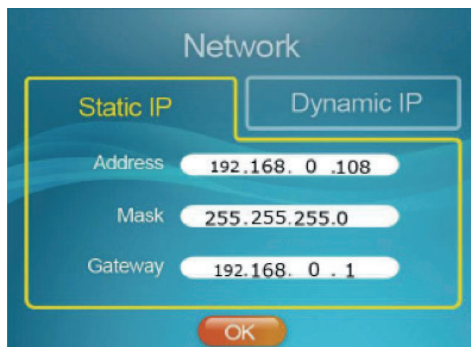 Network
Static IP Dynamic IP
Address 192.168. 0 .108
Mask 255.255.255.0
Gateway 192.168. 0 . 1
OK